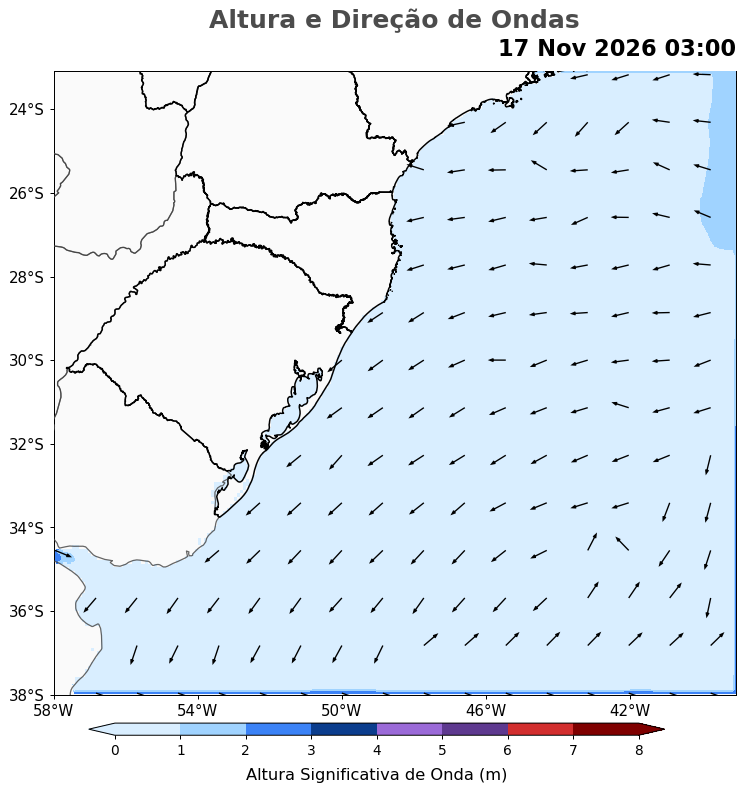 Altura e Direção de Ondas
17 Nov 2026 03:00
24°S
26°S
28°S
30°S
32°S
34°S
36°S
38°S
58°W 54°W 50°W 46°W 42°W
0 1 2 3 4 5 6 7 8
Altura Significativa de Onda (m)